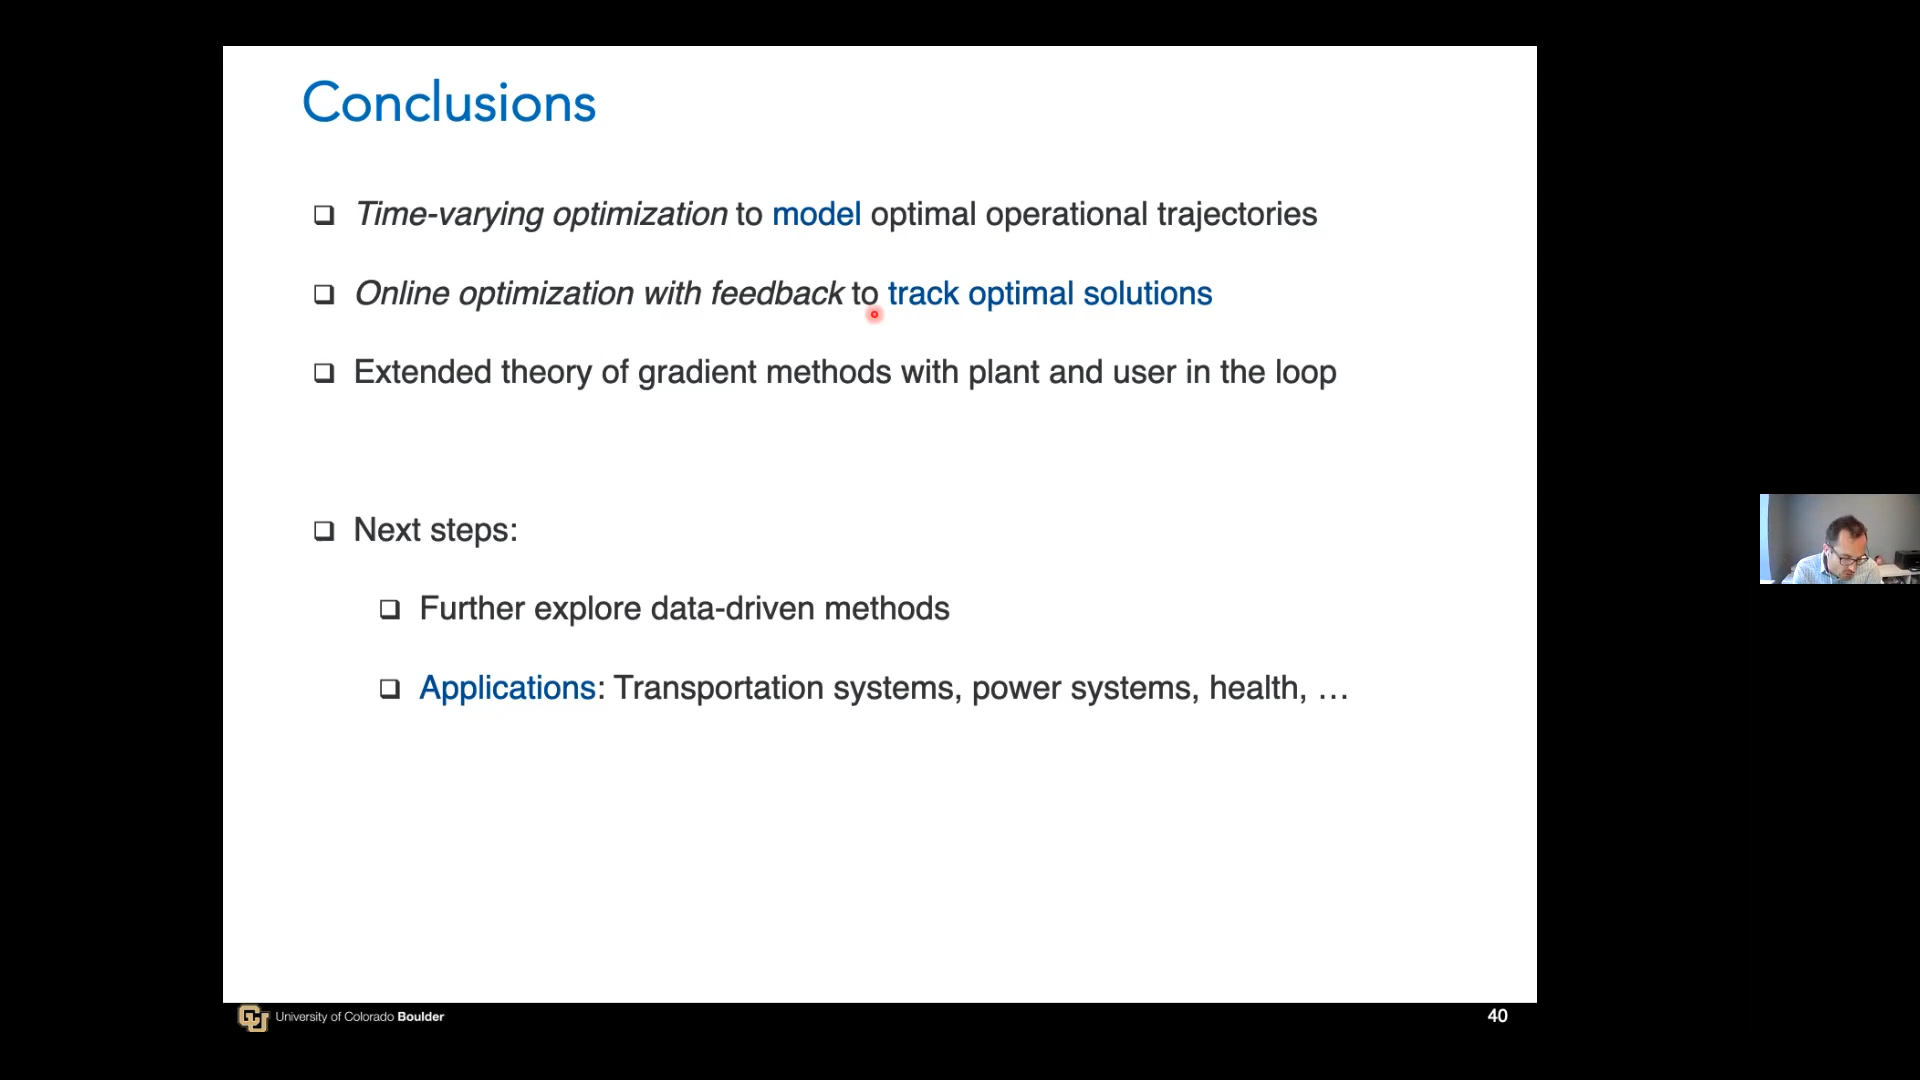 Conclusions
Time-varying optimization to model optimal operational trajectories
Online optimization with feedback to track optimal solutions
Extended theory of gradient methods with plant and user in the loop
Next steps:
Further explore data-driven methods
Applications: Transportation systems, power systems, health, …
University of Colorado Boulder
40